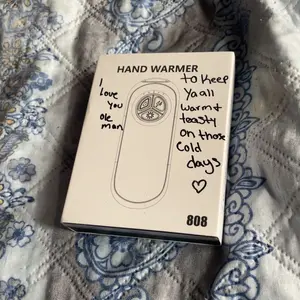 HAND WARMER
I
Love
You
ole
man
to Keep
Ya all
warm &
toasty
on those
Cold
days
♡
808